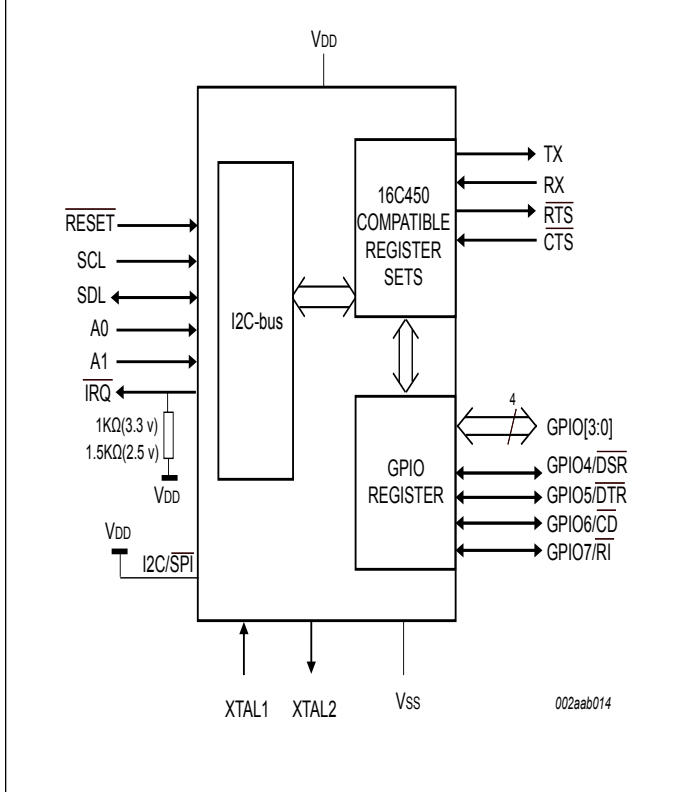 VDD
16C450
COMPATIBLE
REGISTER
SETS
TX
RX
RTS
CTS
RESET
SCL
SDL
A0
A1
IRQ
I2C-bus
1KΩ(3.3 v)
1.5KΩ(2.5 v)
VDD
VDD
I2C/SPI
4
GPIO[3:0]
GPIO
REGISTER
GPIO4/DSR
GPIO5/DTR
GPIO6/CD
GPIO7/RI
XTAL1
XTAL2
VSS
002aab014